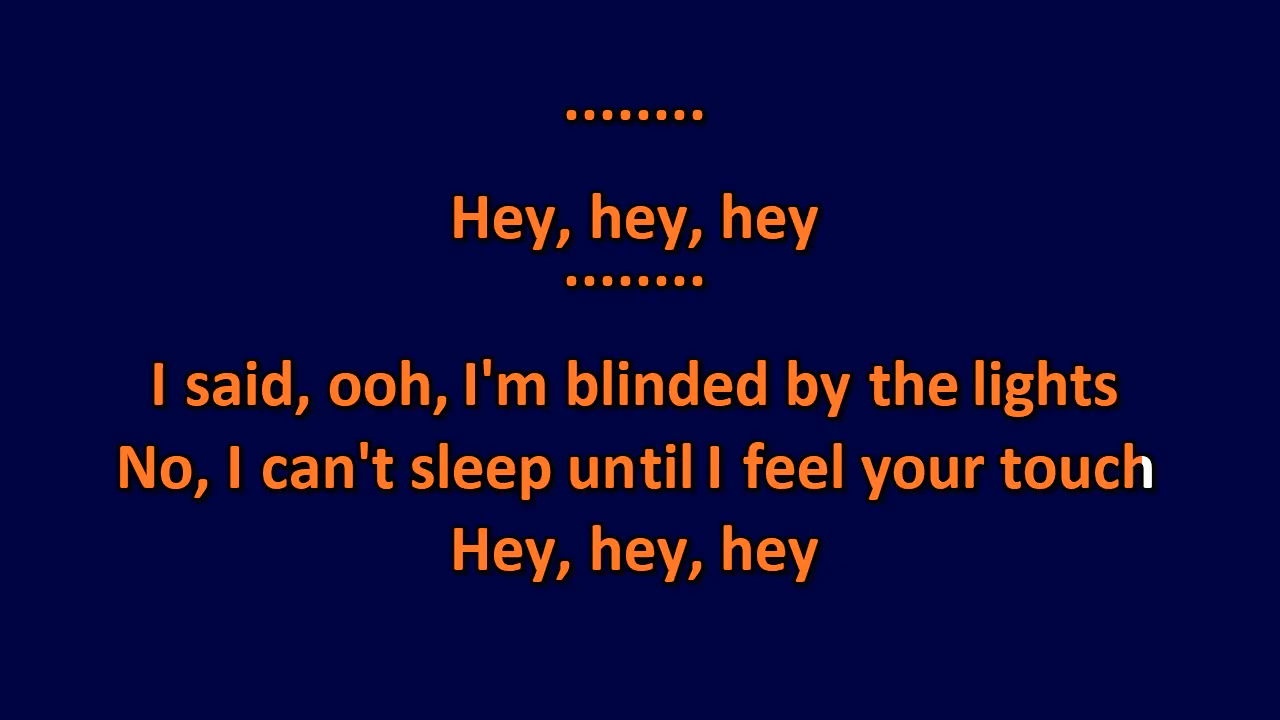 ........
Hey, hey, hey
........
I said, ooh, I'm blinded by the lights
No, I can't sleep until I feel your touch
Hey, hey, hey